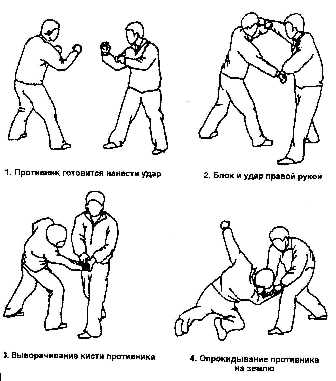 1. Противник готовится нанести удар
2. Блок и удар правой рукой
3. Выворачивание кисти противника
4. Опрокидывание противника
на землю